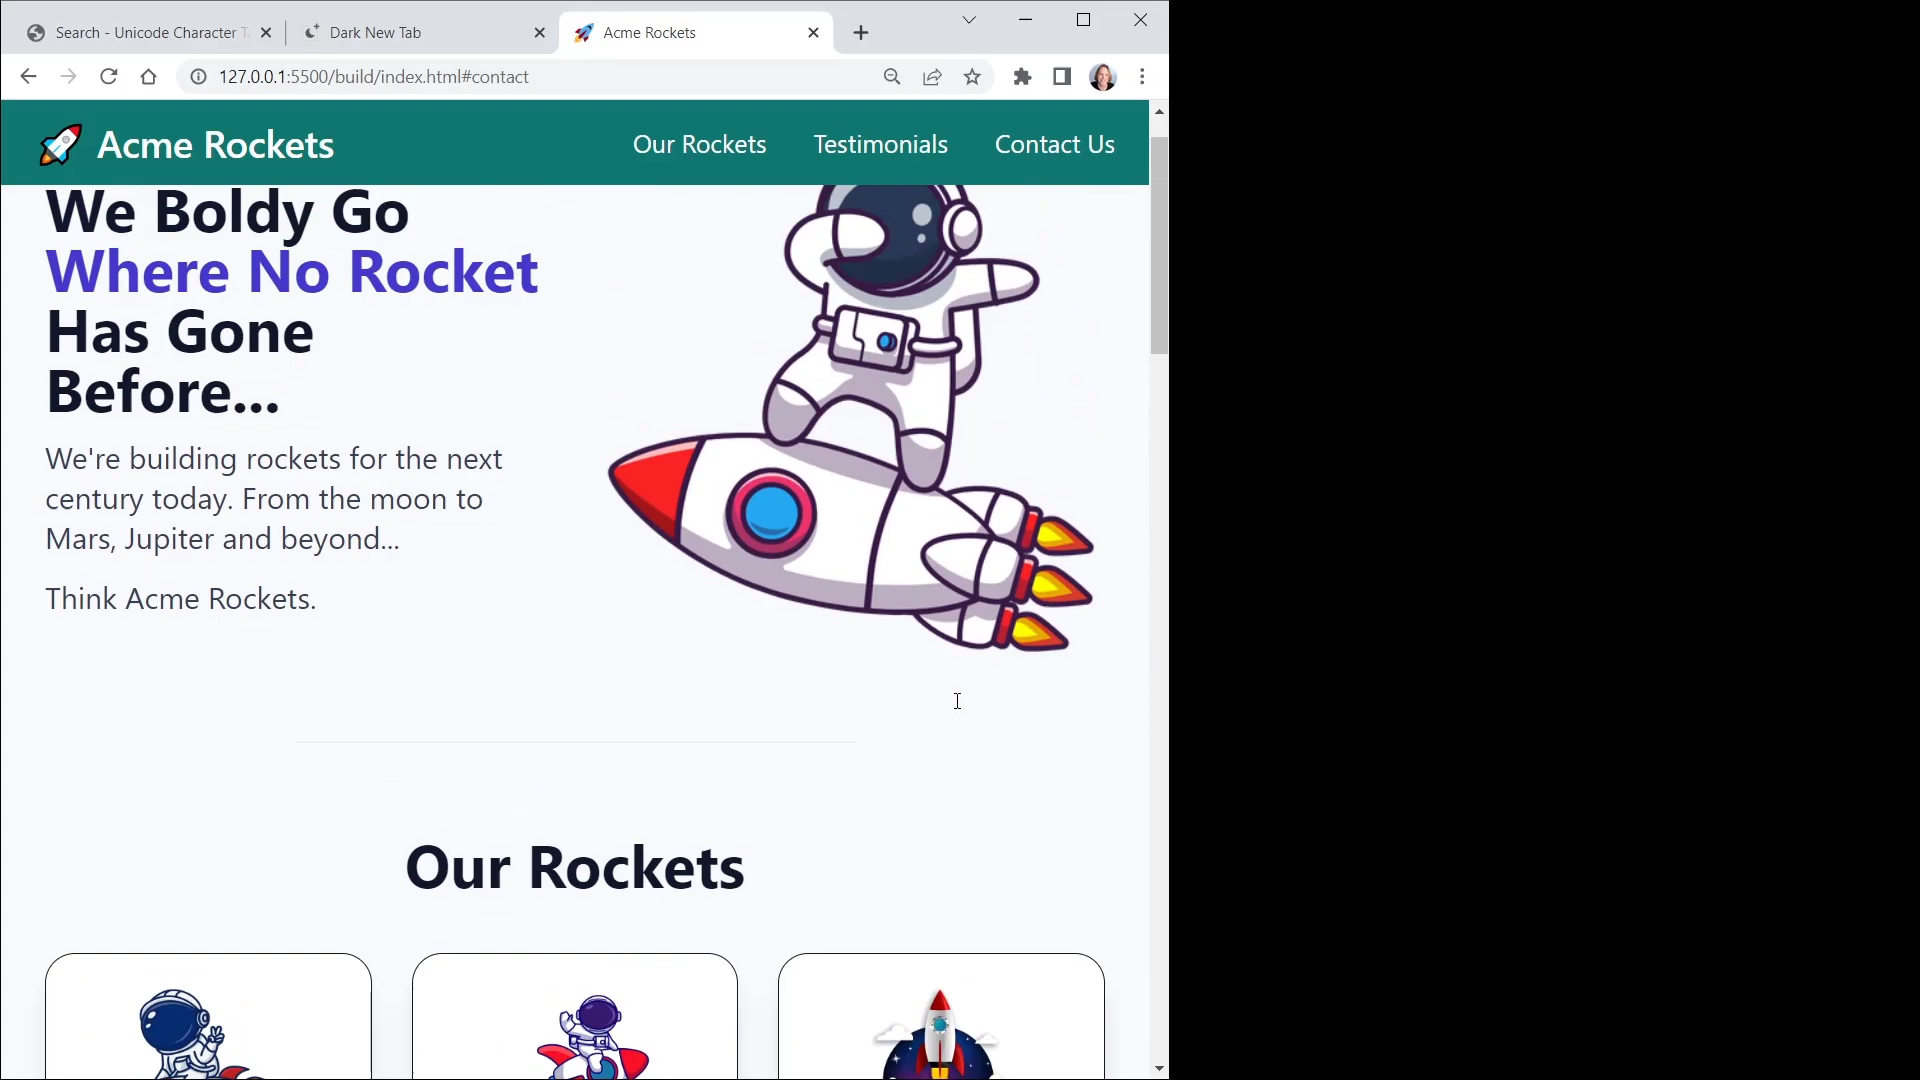 Search - Unicode Character T
Dark New Tab
Acme Rockets
127.0.0.1:5500/build/index.html#contact
Acme Rockets
Our Rockets
Testimonials
Contact Us
We Boldy Go
Where No Rocket
Has Gone
Before...
We're building rockets for the next
century today. From the moon to
Mars, Jupiter and beyond...
Think Acme Rockets.
Our Rockets